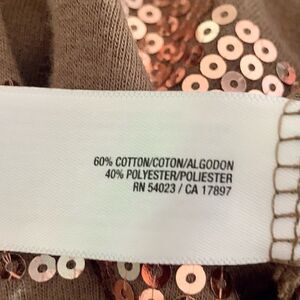 60% COTTON/COTON/ALGODON
40% POLYESTER/POLIESTER
RN 54023 / CA 17897